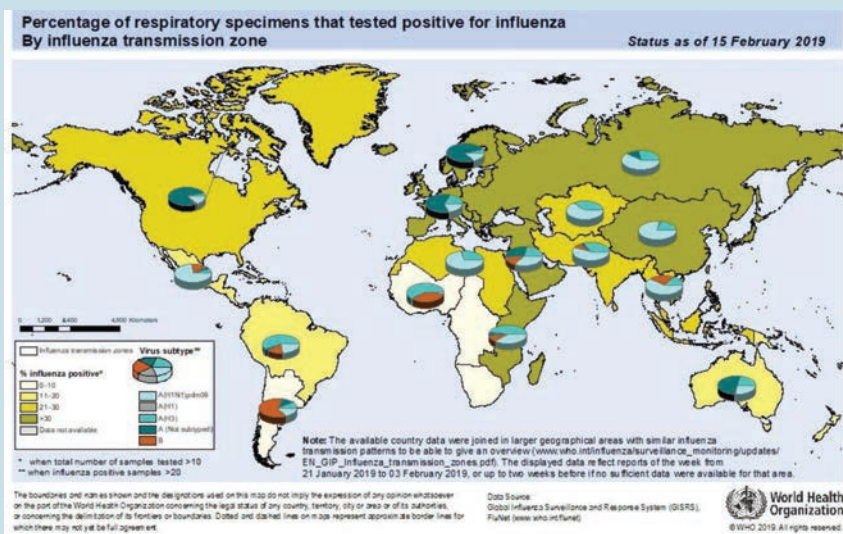 Percentage of respiratory specimens that tested positive for influenza
By influenza transmission zone
Status as of 15 February 2019
Kilometers
Influenza transmission zones
% influenza positive*
0-10
11-20
21-30
>30
Data not available
Virus subtype**
A(H1N1)pdm09
A(H1)
A(H3)
A (Not subtyped)
B
* when total number of samples tested >10
** when influenza positive samples >20
Note: The available country data were joined in larger geographical areas with similar influenza
transmission patterns to be able to give an overview (www.who.int/influenza/surveillance_monitoring/updates/
EN_GIP_Influenza_transmission_zones.pdf). The displayed data reflect reports of the week from
21 January 2019 to 03 February 2019, or up to two weeks before if no sufficient data were available for that area.
The boundaries and names shown and the designations used on this map do not imply the expression of any opinion whatsoever
on the part of the World Health Organization concerning the legal status of any country, territory, city or area or of its authorities,
or concerning the delimitation of its frontiers or boundaries. Dotted and dashed lines on maps represent approximate border lines for
which there may not yet be full agreement.
Data Source:
Global Influenza Surveillance and Response System (GISRS),
FluNet (www.who.int/flunet)
World Health
Organization
© WHO 2019. All rights reserved.